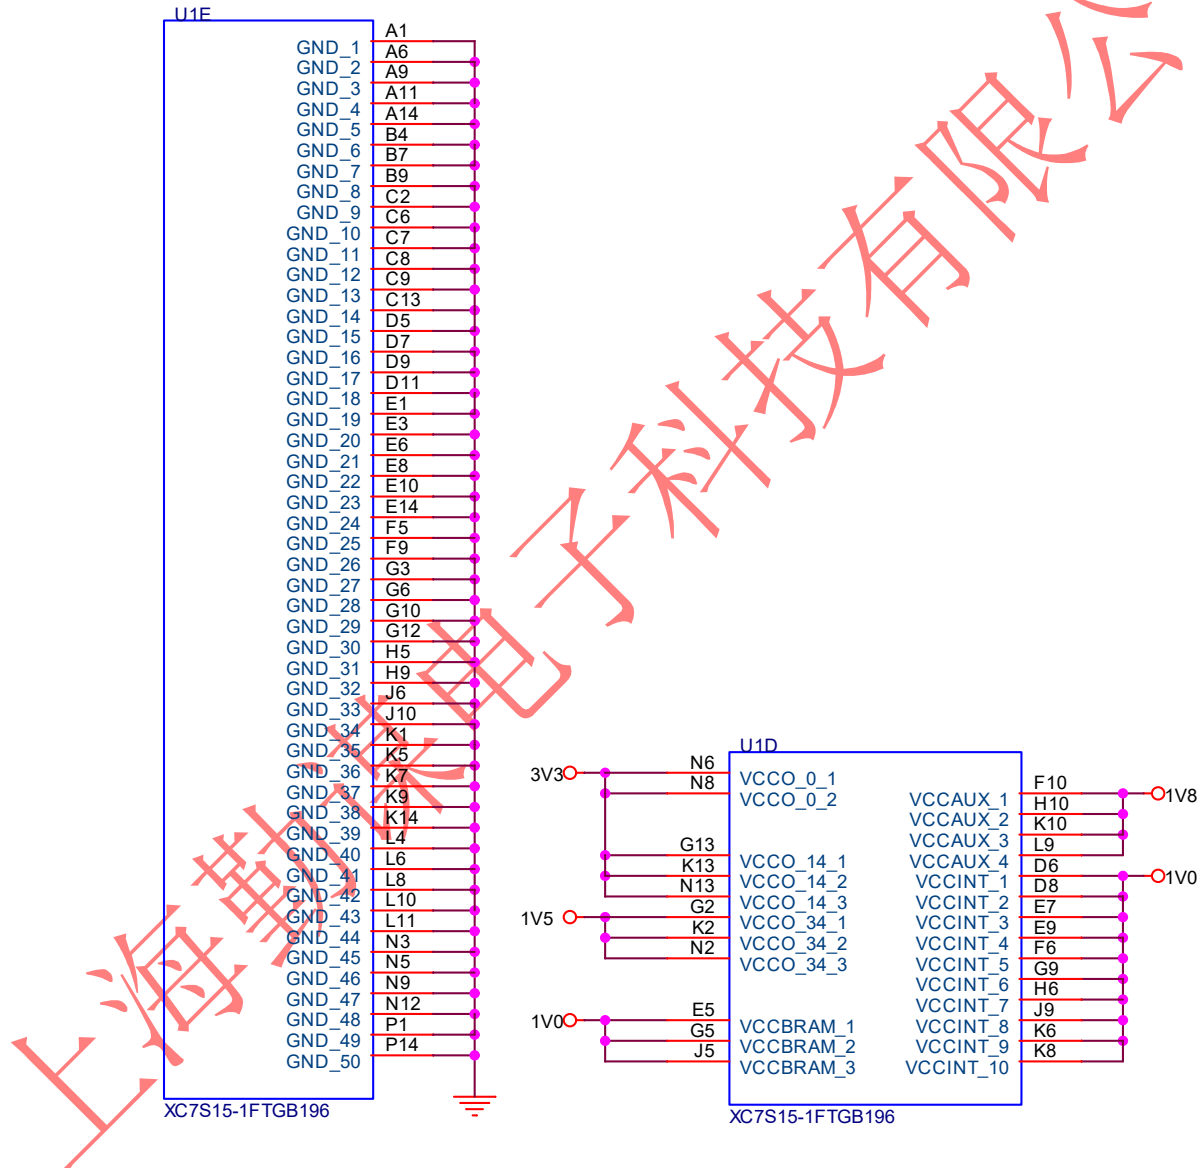 U1E
GND_1 A1
GND_2 A6
GND_3 A9
GND_4 A11
GND_5 A14
GND_6 B4
GND_7 B7
GND_8 B9
GND_9 C2
GND_10 C6
GND_11 C7
GND_12 C8
GND_13 C9
GND_14 C13
GND_15 D5
GND_16 D7
GND_17 D9
GND_18 D11
GND_19 E1
GND_20 E3
GND_21 E6
GND_22 E8
GND_23 E10
GND_24 E14
GND_25 F5
GND_26 F9
GND_27 G3
GND_28 G6
GND_29 G10
GND_30 G12
GND_31 H5
GND_32 H9
GND_33 J6
GND_34 J10
GND_35 K1
GND_36 K5
GND_37 K7
GND_38 K9
GND_39 K14
GND_40 L4
GND_41 L6
GND_42 L8
GND_43 L10
GND_44 L11
GND_45 N3
GND_46 N5
GND_47 N9
GND_48 N12
GND_49 P1
GND_50 P14
XC7S15-1FTGB196
U1D
3V3 N6 VCCO_0_1
N8 VCCO_0_2
G13 VCCO_14_1
K13 VCCO_14_2
N13 VCCO_14_3
1V5 G2 VCCO_34_1
K2 VCCO_34_2
N2 VCCO_34_3
1V0 E5 VCCBRAM_1
G5 VCCBRAM_2
J5 VCCBRAM_3
VCCAUX_1 F10 1V8
VCCAUX_2 H10
VCCAUX_3 K10
VCCAUX_4 L9
VCCINT_1 D6 1V0
VCCINT_2 D8
VCCINT_3 E7
VCCINT_4 E9
VCCINT_5 F6
VCCINT_6 G9
VCCINT_7 H6
VCCINT_8 J9
VCCINT_9 K6
VCCINT_10 K8
XC7S15-1FTGB196
上海勤谋电子科技有限公